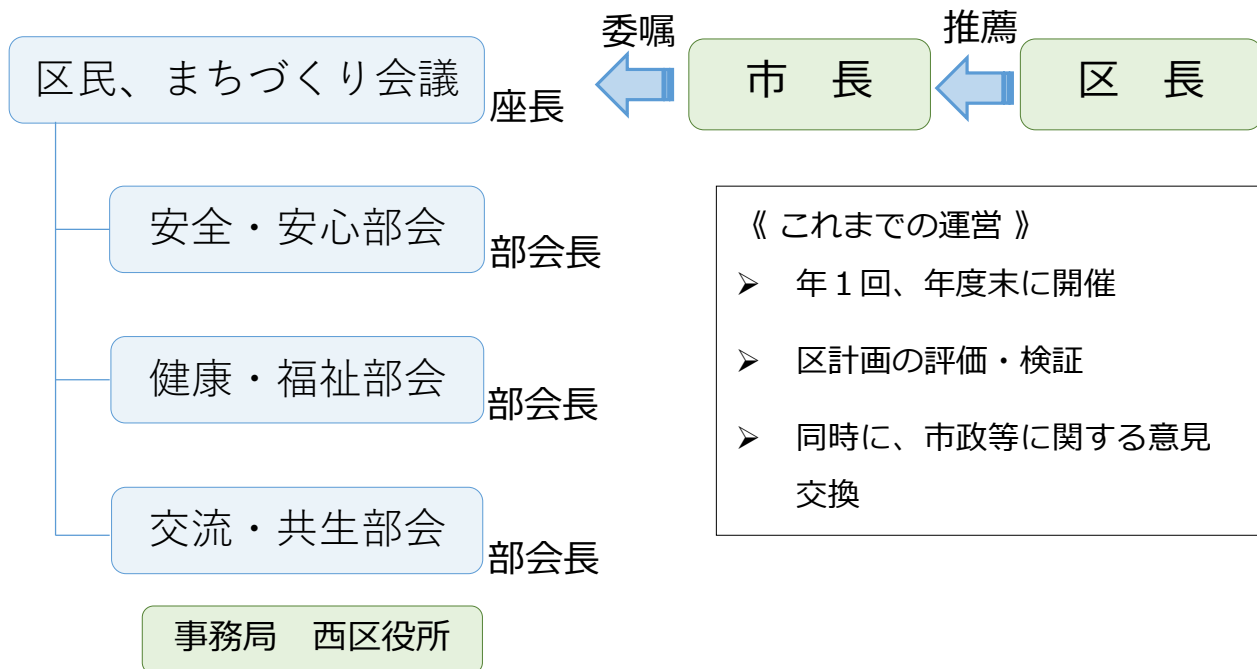 委嘱
推薦
区民、まちづくり会議
座長
市　長
区　長
安全・安心部会
部会長
健康・福祉部会
部会長
交流・共生部会
部会長
事務局　西区役所
《 これまでの運営 》
➢　年１回、年度末に開催
➢　区計画の評価・検証
➢　同時に、市政等に関する意見
交換